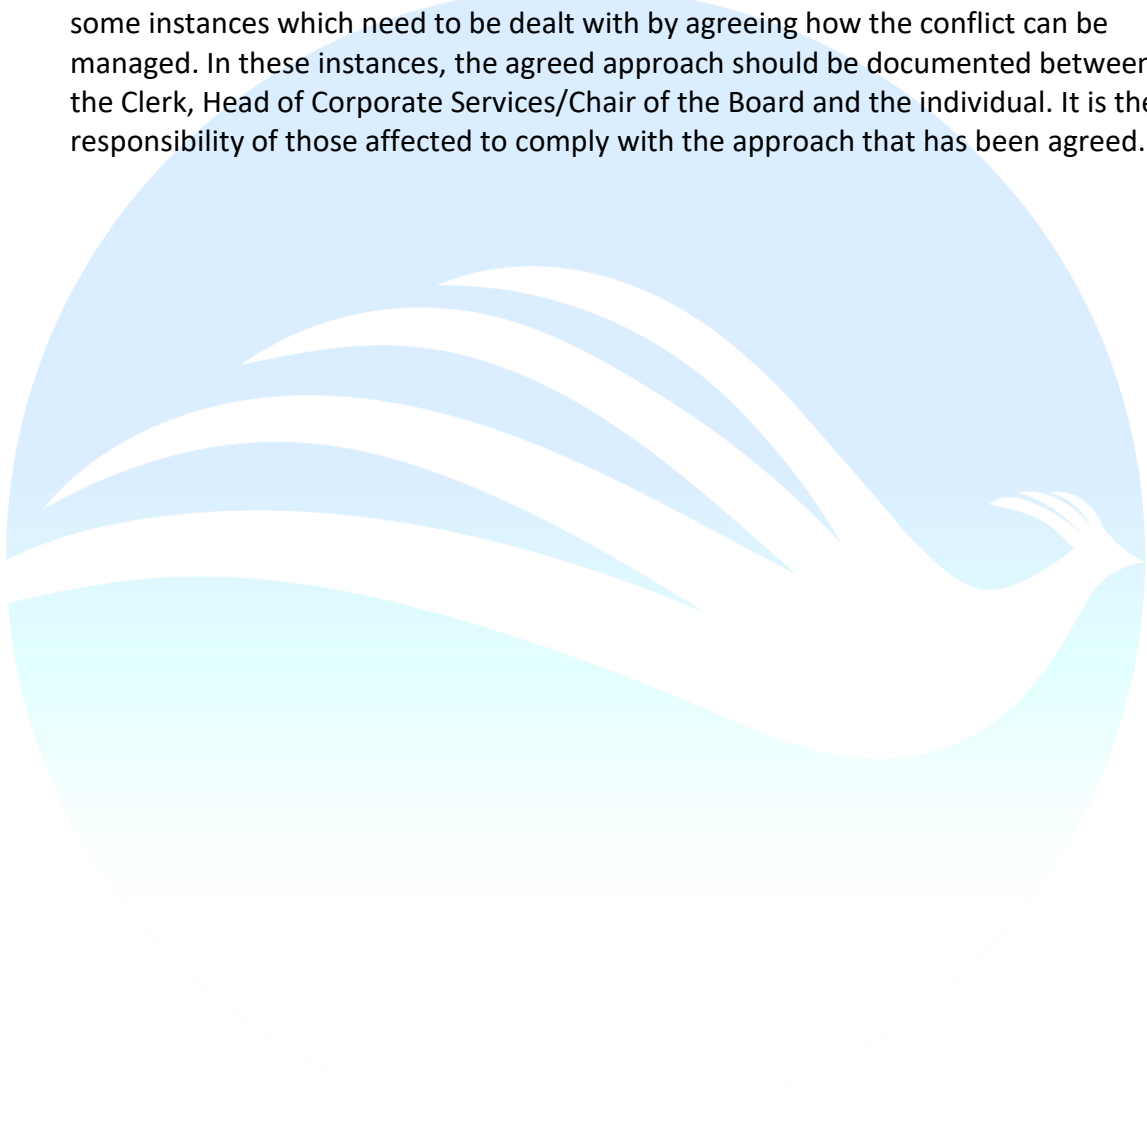 some instances which need to be dealt with by agreeing how the conflict can be
managed. In these instances, the agreed approach should be documented between
the Clerk, Head of Corporate Services/Chair of the Board and the individual. It is the
responsibility of those affected to comply with the approach that has been agreed.